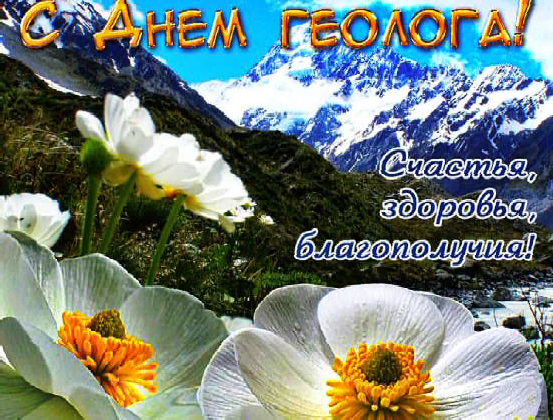 С Днем геолога!
Счастья,
здоровья,
благополучия!